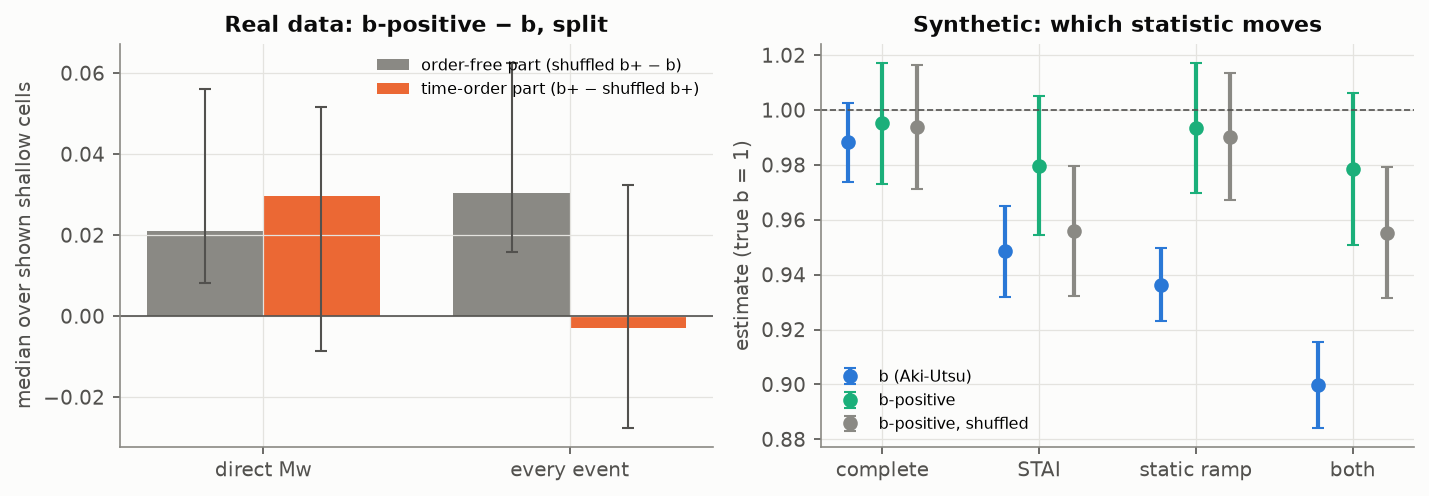 Real data: b-positive − b, split
order-free part (shuffled b+ − b)
time-order part (b+ − shuffled b+)
median over shown shallow cells
0.06
0.04
0.02
0.00
−0.02
direct Mw
every event
Synthetic: which statistic moves
estimate (true b = 1)
1.02
1.00
0.98
0.96
0.94
0.92
0.90
0.88
b (Aki-Utsu)
b-positive
b-positive, shuffled
complete
STAI
static ramp
both